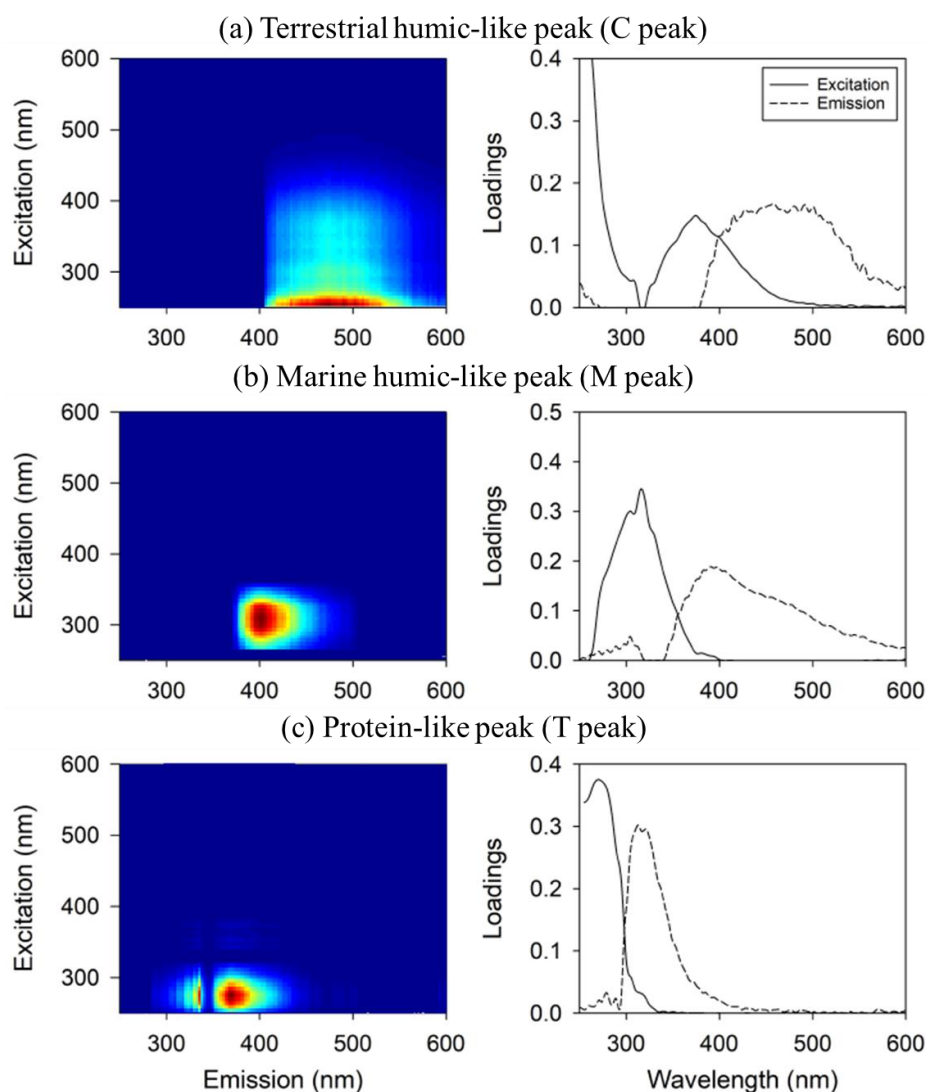 (a) Terrestrial humic-like peak (C peak)
600
500
400
300
Excitation (nm)
300 400 500 600
0.4
0.3
0.2
0.1
0.0
Loadings
Excitation
Emission
300 400 500 600
(b) Marine humic-like peak (M peak)
600
500
400
300
Excitation (nm)
300 400 500 600
0.5
0.4
0.3
0.2
0.1
0.0
Loadings
300 400 500 600
(c) Protein-like peak (T peak)
600
500
400
300
Excitation (nm)
300 400 500 600
Emission (nm)
0.4
0.3
0.2
0.1
0.0
Loadings
300 400 500 600
Wavelength (nm)